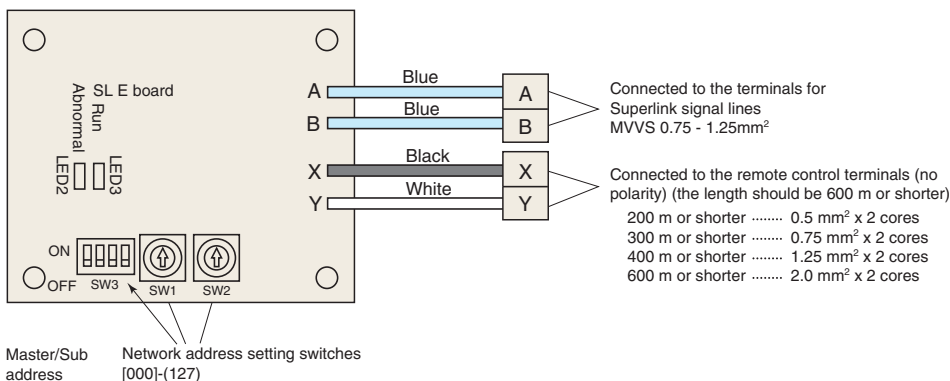 SL E board
Abnormal
Run
LED2
LED3
ON
OFF
SW3
SW1
SW2
A
B
X
Y
Blue
Blue
Black
White
A
B
X
Y
Connected to the terminals for
Superlink signal lines
MVVS 0.75 - 1.25mm²
Connected to the remote control terminals (no
polarity) (the length should be 600 m or shorter)
200 m or shorter ........ 0.5 mm² x 2 cores
300 m or shorter ........ 0.75 mm² x 2 cores
400 m or shorter ........ 1.25 mm² x 2 cores
600 m or shorter ........ 2.0 mm² x 2 cores
Master/Sub
address
Network address setting switches
[000]-(127)